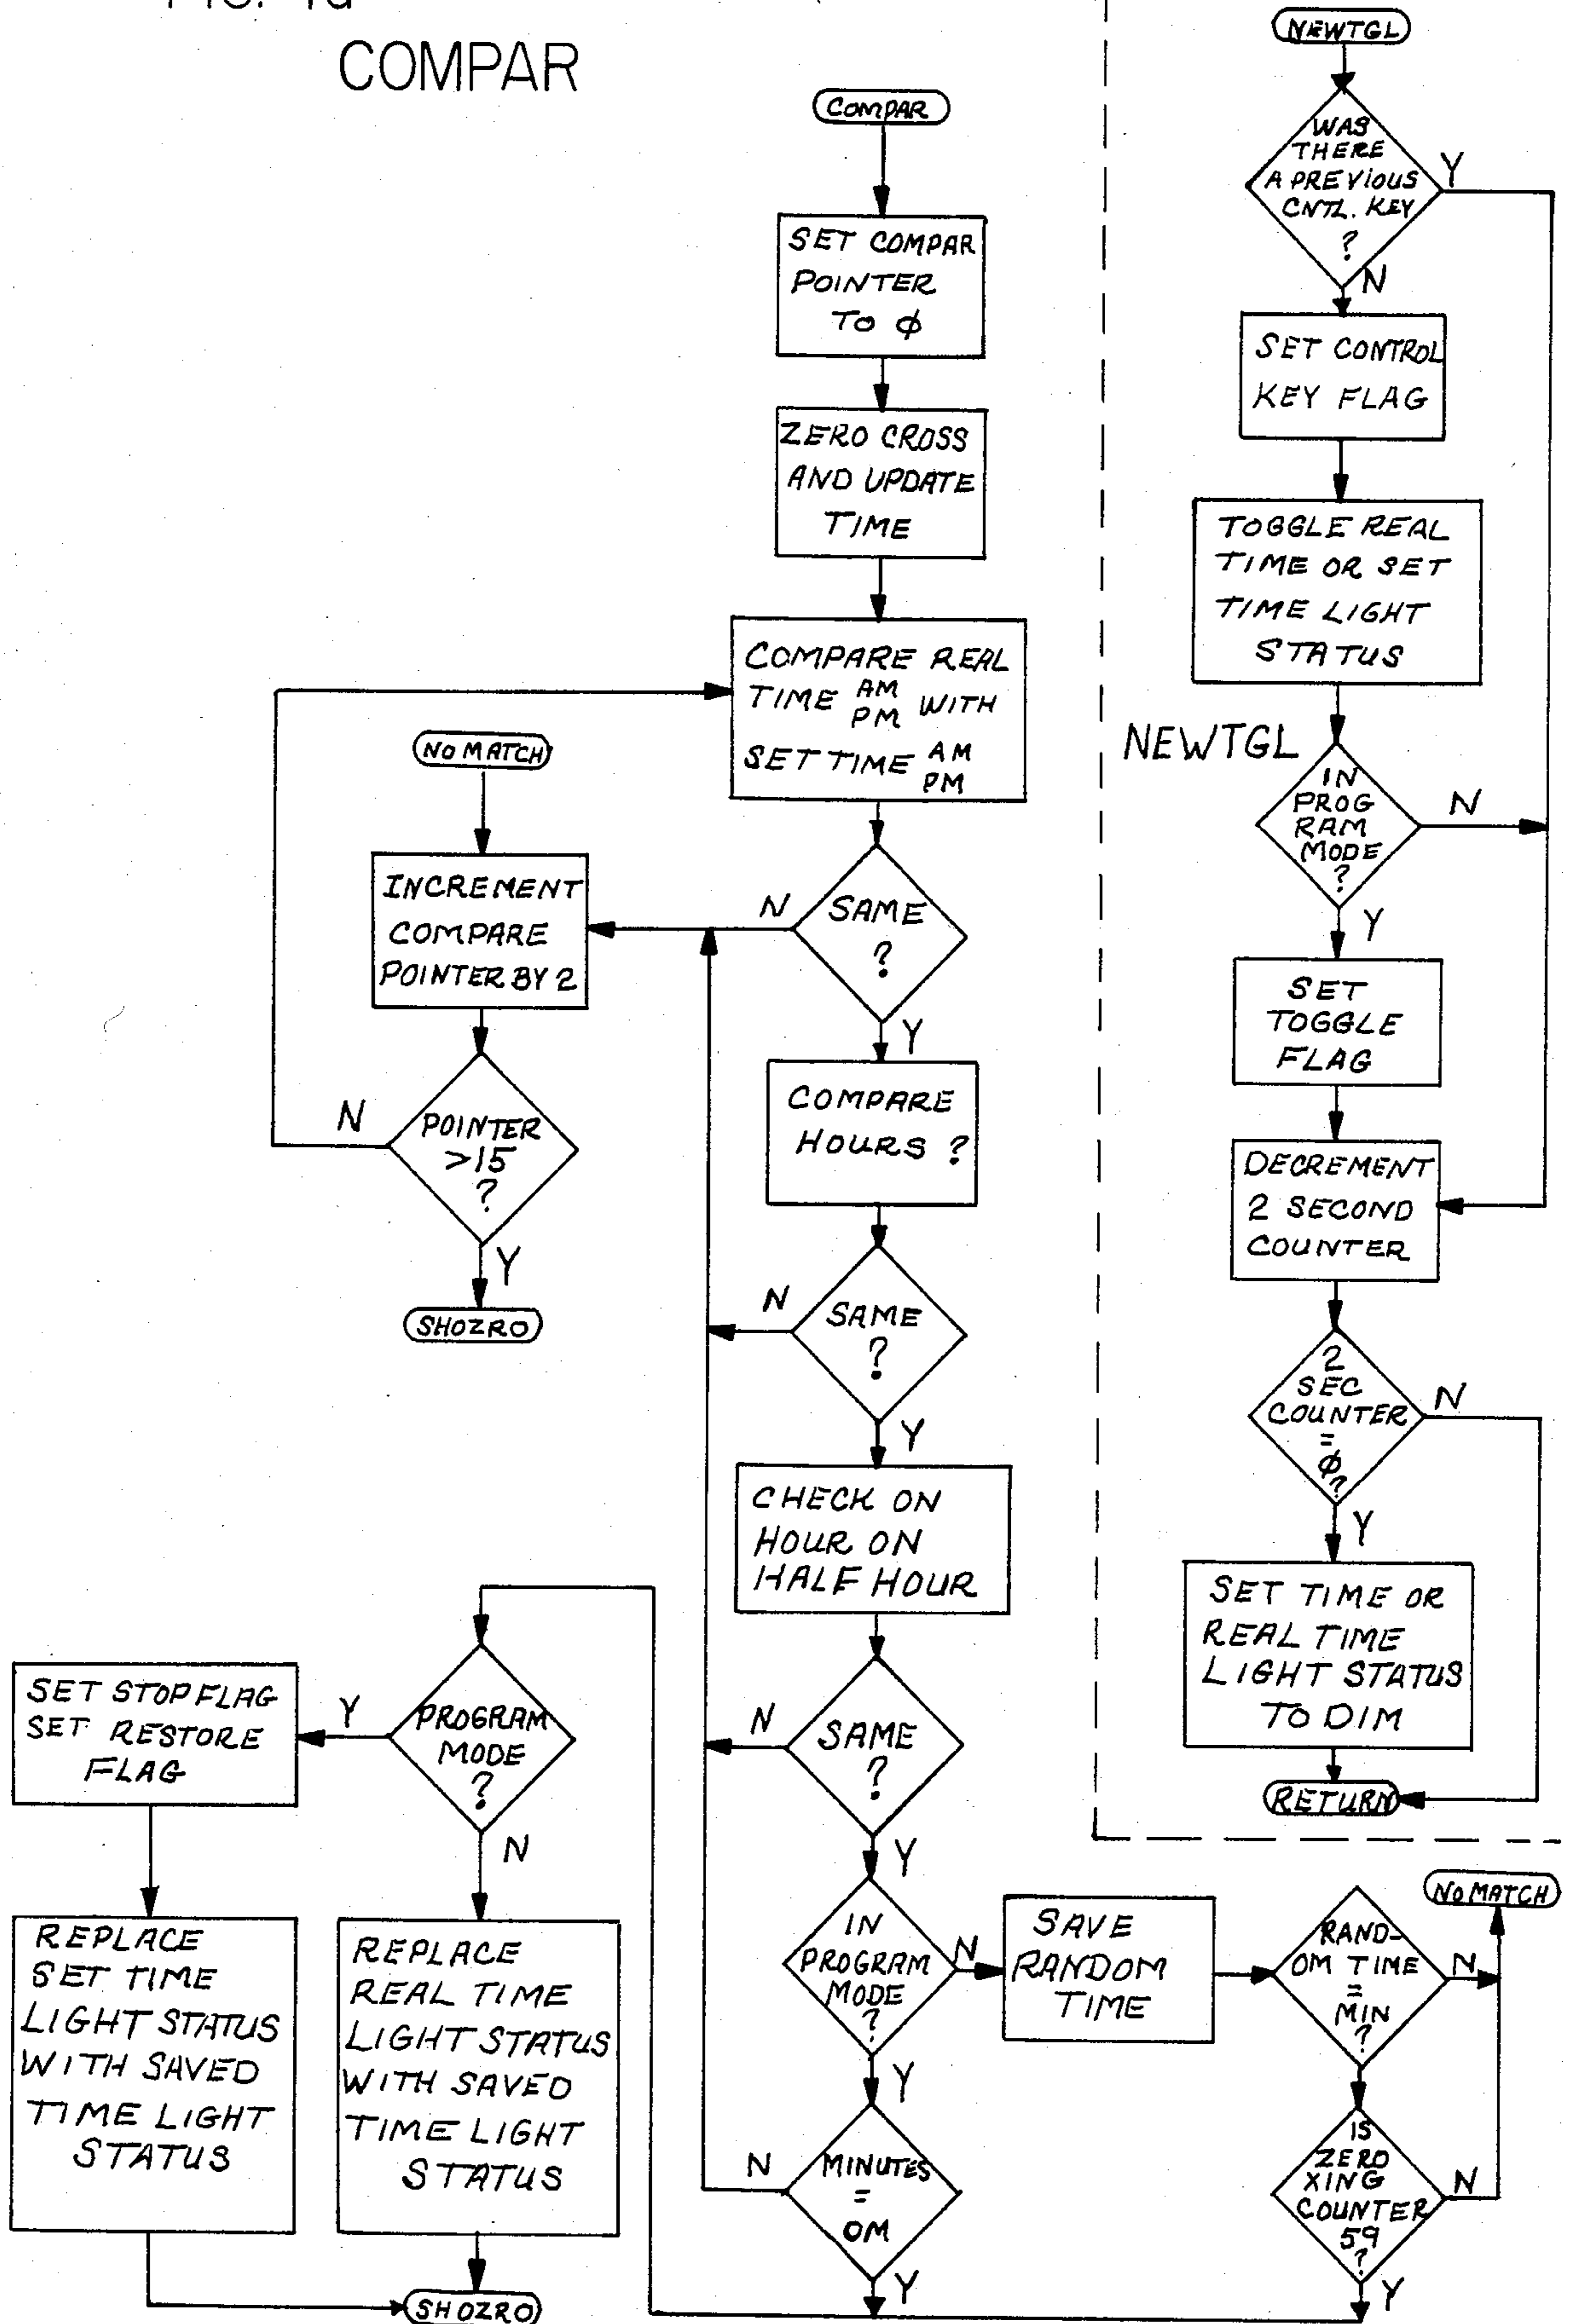 COMPAR
COMPAR
SET COMPAR
POINTER
TO ϕ
ZERO CROSS
AND UPDATE
TIME
COMPARE REAL
TIME AM
PM WITH
SET TIME AM
PM
NO MATCH
INCREMENT
COMPARE
POINTER BY 2
N
SAME
?
Y
N
POINTER
>15
?
Y
SHOZRO
COMPARE
HOURS ?
N
SAME
?
Y
CHECK ON
HOUR ON
HALF HOUR
N
SAME
?
Y
IN
PROGRAM
MODE
?
N
SAVE
RANDOM
TIME
RAND-
OM TIME
=
MIN
?
N
NO MATCH
Y
N
MINUTES
=
OM
Y
IS
ZERO
XING
COUNTER
59
?
N
Y
PROGRAM
MODE
?
Y
N
SET STOP FLAG
SET RESTORE
FLAG
REPLACE
SET TIME
LIGHT STATUS
WITH SAVED
TIME LIGHT
STATUS
REPLACE
REAL TIME
LIGHT STATUS
WITH SAVED
TIME LIGHT
STATUS
SHOZRO
NEWTGL
WAS
THERE
A PREVIOUS
CNTL. KEY
?
Y
N
SET CONTROL
KEY FLAG
TOGGLE REAL
TIME OR SET
TIME LIGHT
STATUS
NEWTGL
IN
PROG
RAM
MODE
?
N
Y
SET
TOGGLE
FLAG
DECREMENT
2 SECOND
COUNTER
2
SEC
COUNTER
=
ϕ
?
N
Y
SET TIME OR
REAL TIME
LIGHT STATUS
TO DIM
RETURN